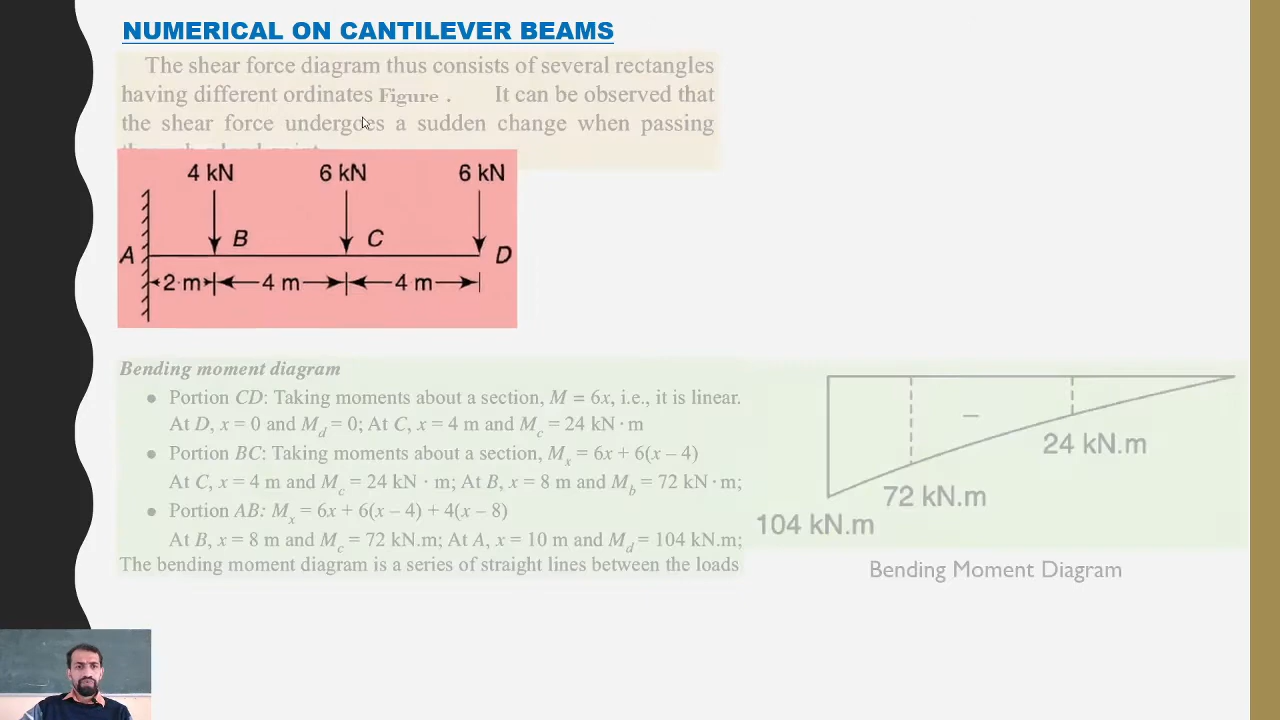 NUMERICAL ON CANTILEVER BEAMS
The shear force diagram thus consists of several rectangles
having different ordinates Figure . It can be observed that
the shear force undergoes a sudden change when passing
4 kN 6 kN 6 kN
A B C D
2 m 4 m 4 m
Bending moment diagram
• Portion CD: Taking moments about a section, M = 6x, i.e., it is linear.
At D, x = 0 and Md = 0; At C, x = 4 m and Mc = 24 kN · m
• Portion BC: Taking moments about a section, Mx = 6x + 6(x – 4)
At C, x = 4 m and Mc = 24 kN · m; At B, x = 8 m and Mb = 72 kN · m;
• Portion AB: Mx = 6x + 6(x – 4) + 4(x – 8)
At B, x = 8 m and Mc = 72 kN.m; At A, x = 10 m and Md = 104 kN.m;
The bending moment diagram is a series of straight lines between the loads
–
24 kN.m
72 kN.m
104 kN.m
Bending Moment Diagram